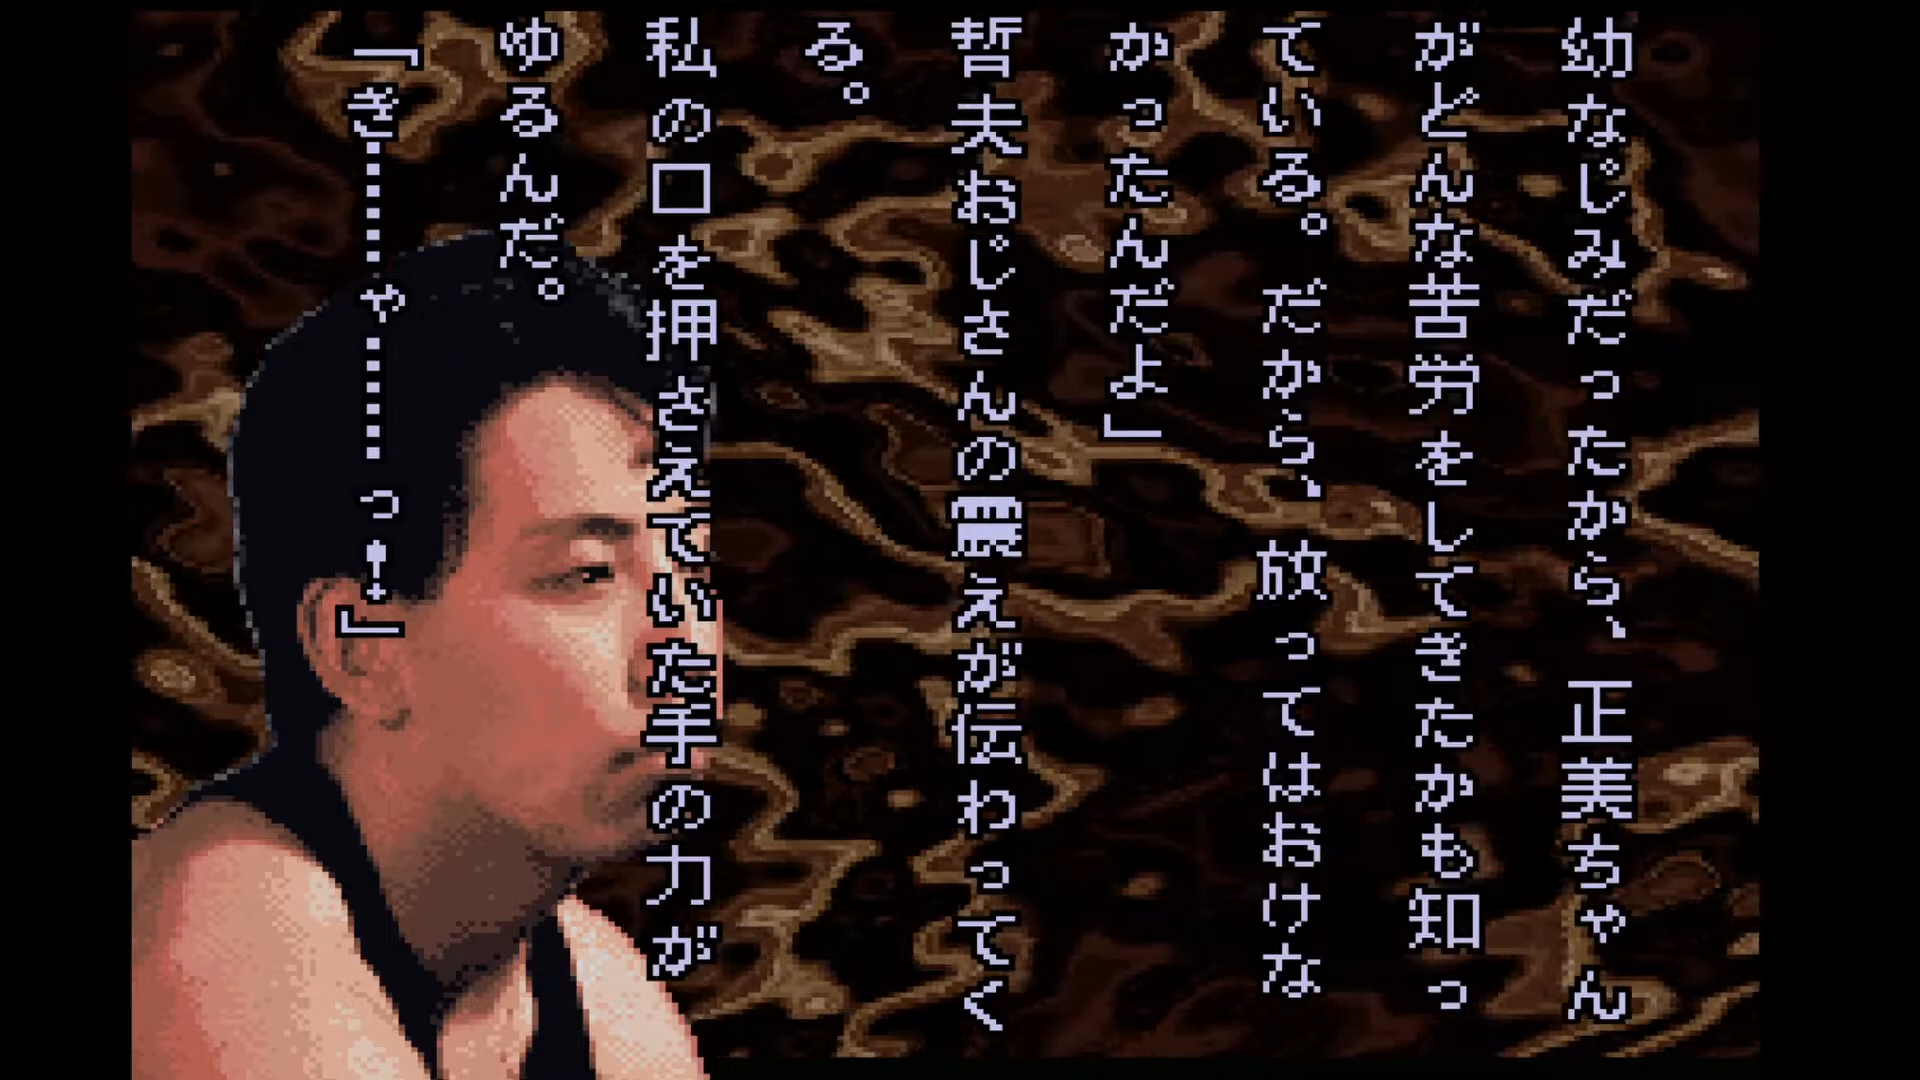 幼なじみだったから、正美ちゃん
がどんな苦労をしてきたかも知っ
ている。だから、放ってはおけな
かったんだよ」
哲夫おじさんの震えが伝わってく
る。
私の口を押さえていた手の力が
ゆるんだ。
「ぎ………ゃ………っ!」